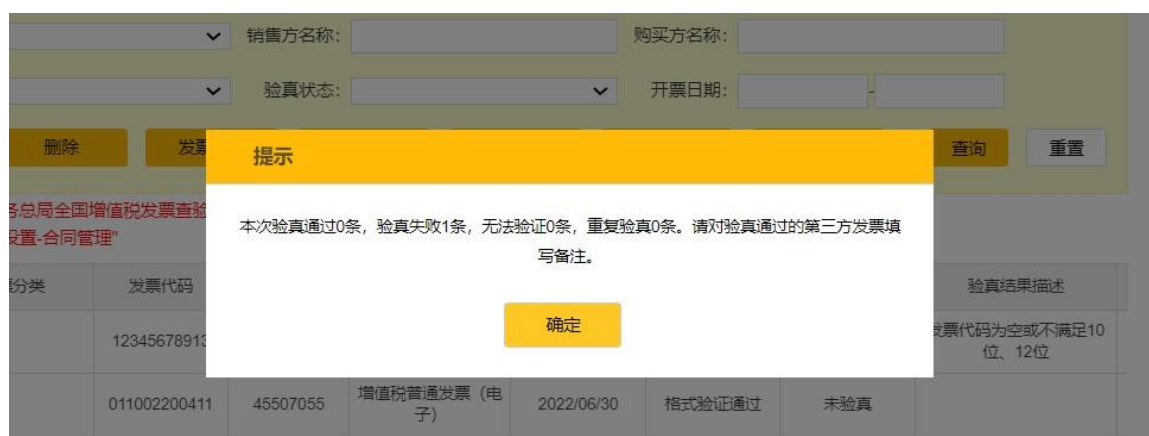 销售方名称:
购买方名称:
验真状态:
开票日期:
-
删除
发票
查询
重置
提示
务总局全国增值税发票查验
设置-合同管理"
本次验真通过0条，验真失败1条，无法验证0条，重复验真0条。请对验真通过的第三方发票填
写备注。
确定
分类
发票代码
验真结果描述
12345678913
发票代码为空或不满足10
位、12位
011002200411
45507055
增值税普通发票（电
子）
2022/06/30
格式验证通过
未验真